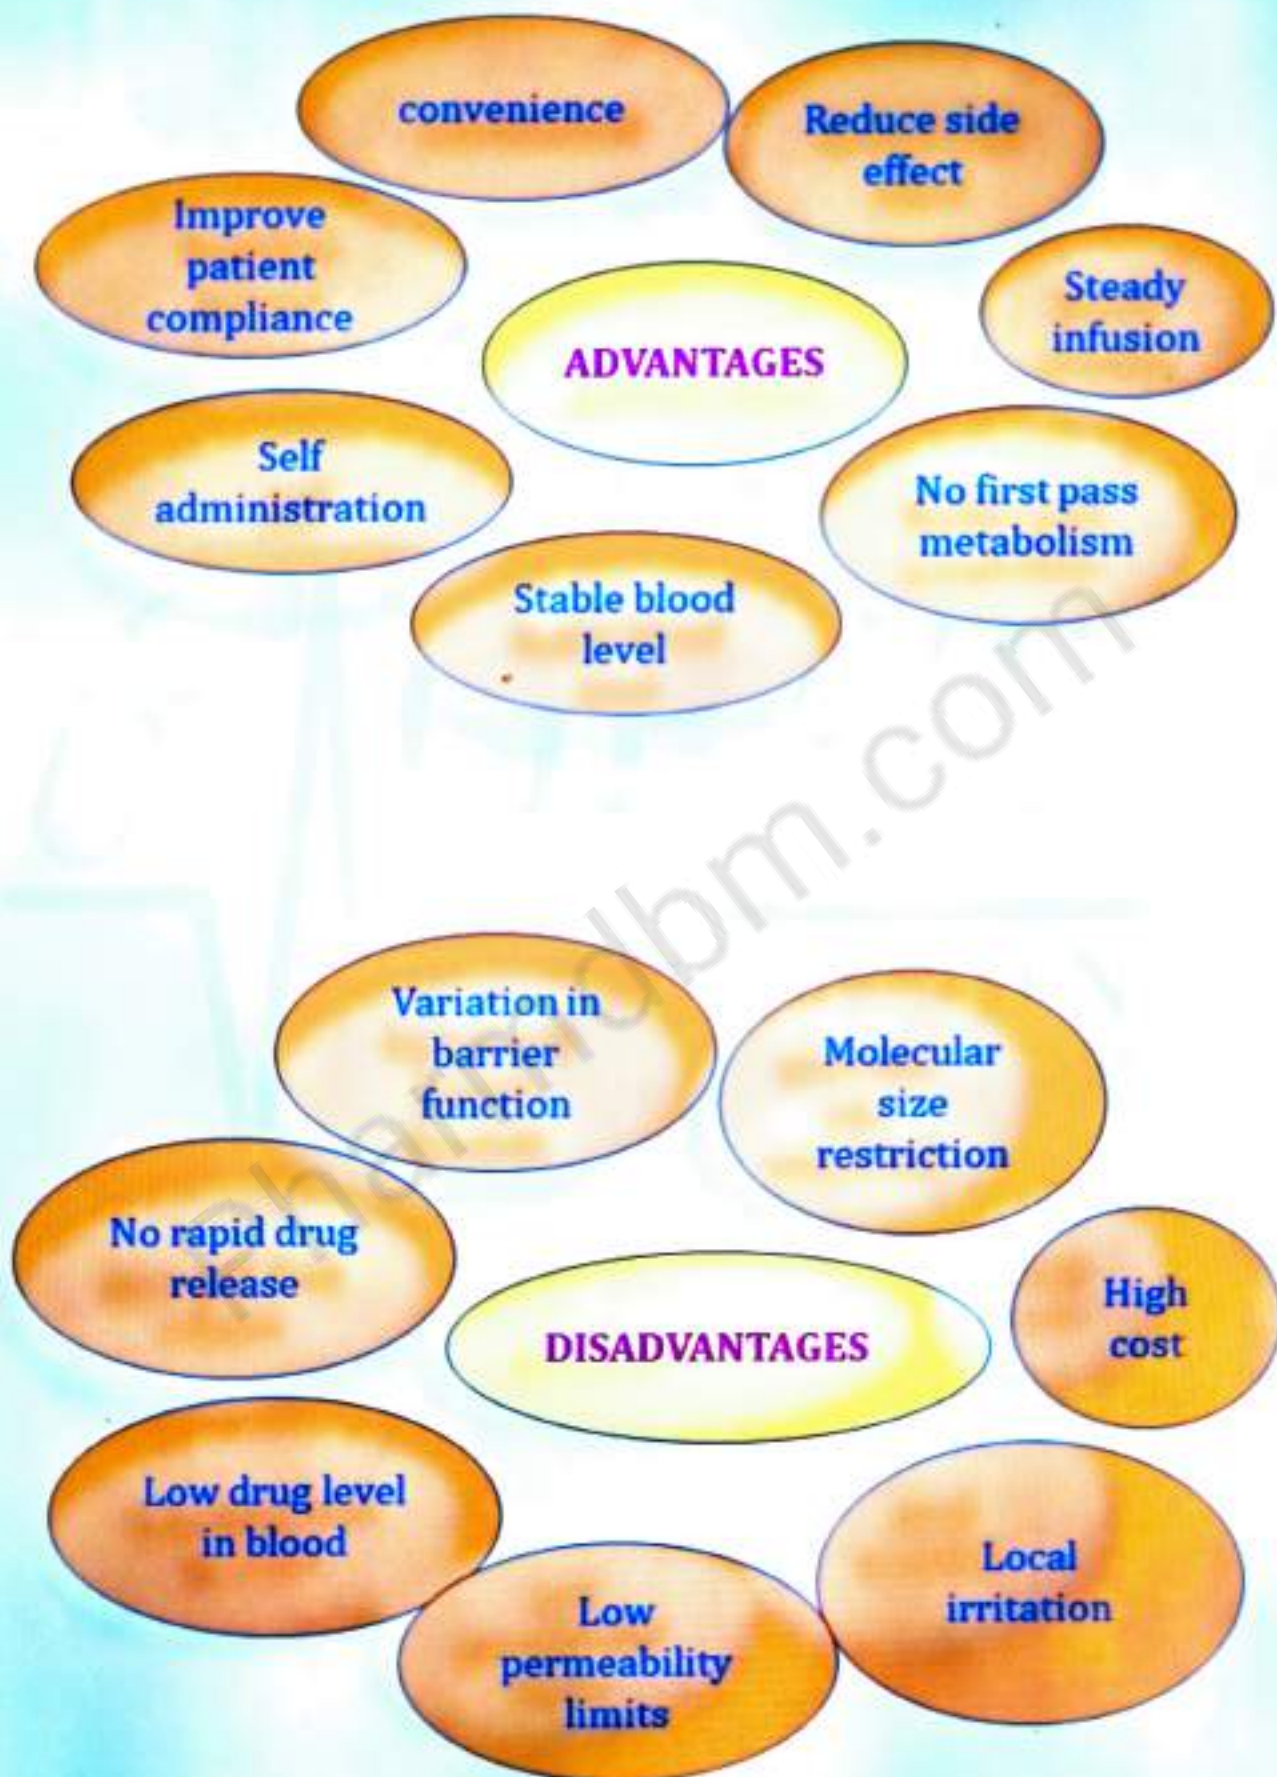 convenience
Reduce side
effect
Improve
patient
compliance
Steady
infusion
ADVANTAGES
Self
administration
No first pass
metabolism
Stable blood
level
Pharmdbm.com
Variation in
barrier
function
Molecular
size
restriction
No rapid drug
release
High
cost
DISADVANTAGES
Low drug level
in blood
Local
irritation
Low
permeability
limits